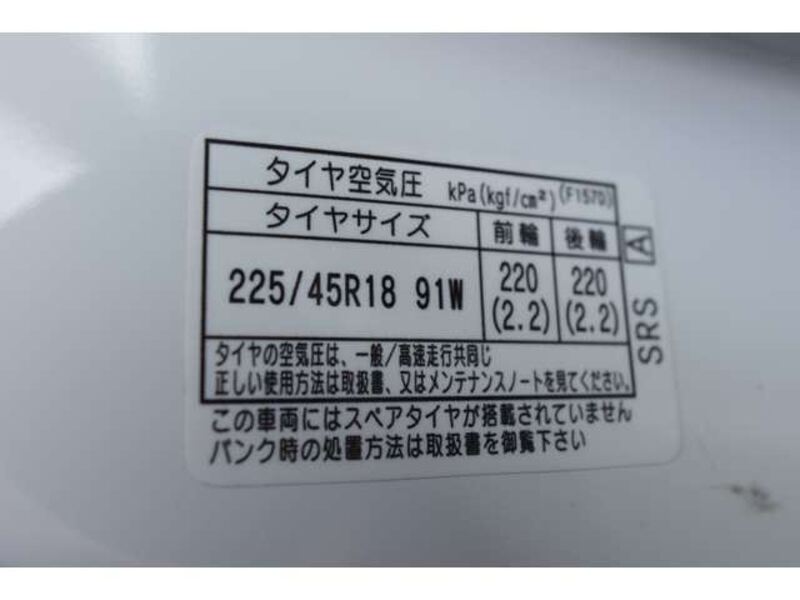 タイヤ空気圧 kPa(kgf/cm²)(F1570)
タイヤサイズ 前輪 後輪
225/45R18 91W 220 (2.2) 220 (2.2)
タイヤの空気圧は、一般/高速走行共同じ
正しい使用方法は取扱書、又はメンテナンスノートを見てください。
この車両にはスペアタイヤが搭載されていません
パンク時の処置方法は取扱書を御覧下さい
A
SRS